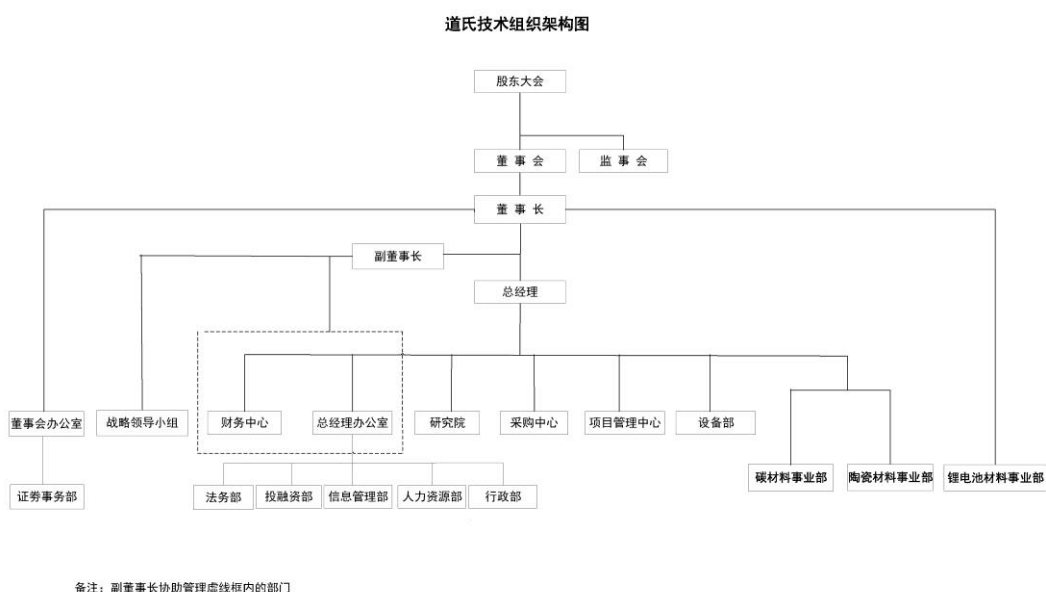 道氏技术组织架构图
股东大会
董 事 会
监 事 会
董 事 长
副董事长
总经理
董事会办公室
战略领导小组
财务中心
总经理办公室
研究院
采购中心
项目管理中心
设备部
碳材料事业部
陶瓷材料事业部
锂电池材料事业部
证劵事务部
法务部
投融资部
信息管理部
人力资源部
行政部
备注：副董事长协助管理虚线框内的部门